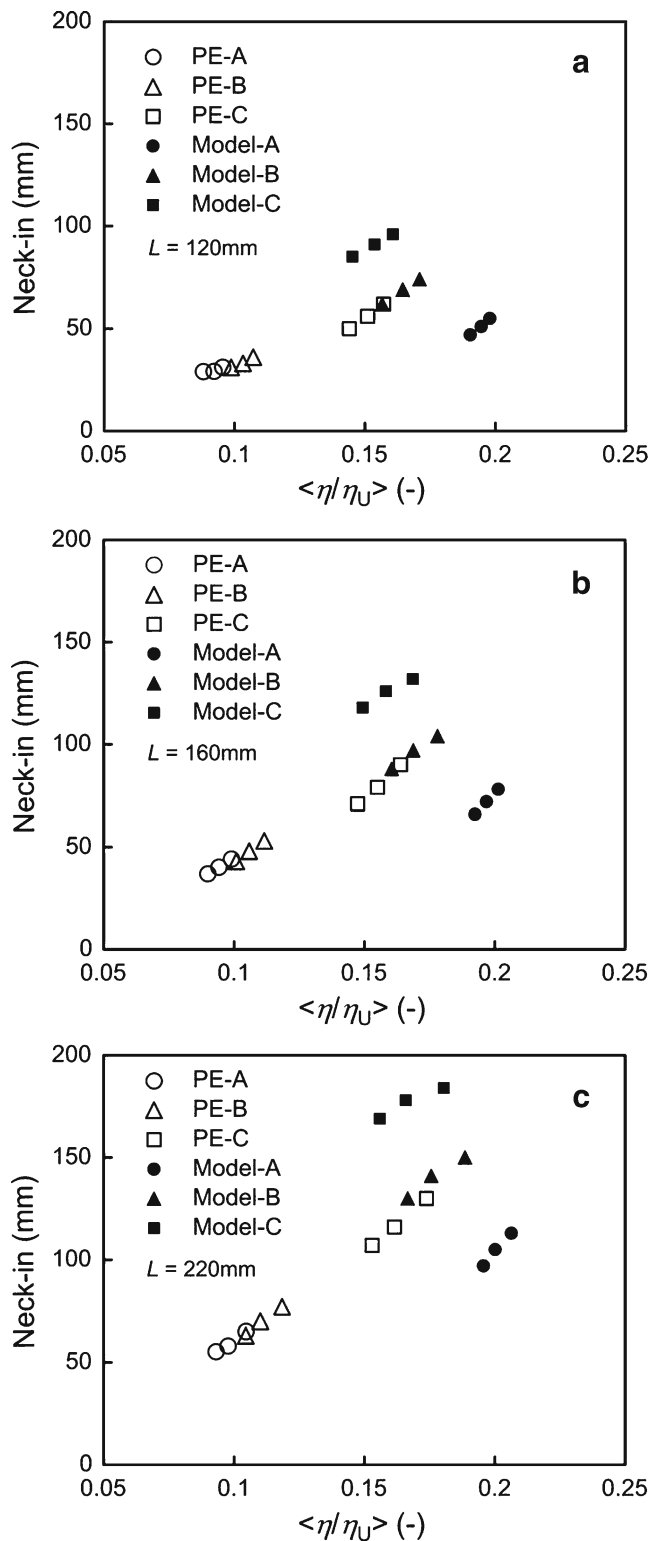 200
a
PE-A
PE-B
PE-C
150
Model-A
Model-B
Model-C
100
L = 120mm
50
0
Neck-in (mm)
0.05 0.1 0.15 0.2 0.25
<η/ηU> (-)
200
b
PE-A
PE-B
PE-C
150
Model-A
Model-B
Model-C
100
L = 160mm
50
0
Neck-in (mm)
0.05 0.1 0.15 0.2 0.25
<η/ηU> (-)
200
c
PE-A
PE-B
PE-C
150
Model-A
Model-B
Model-C
100
L = 220mm
50
0
Neck-in (mm)
0.05 0.1 0.15 0.2 0.25
<η/ηU> (-)